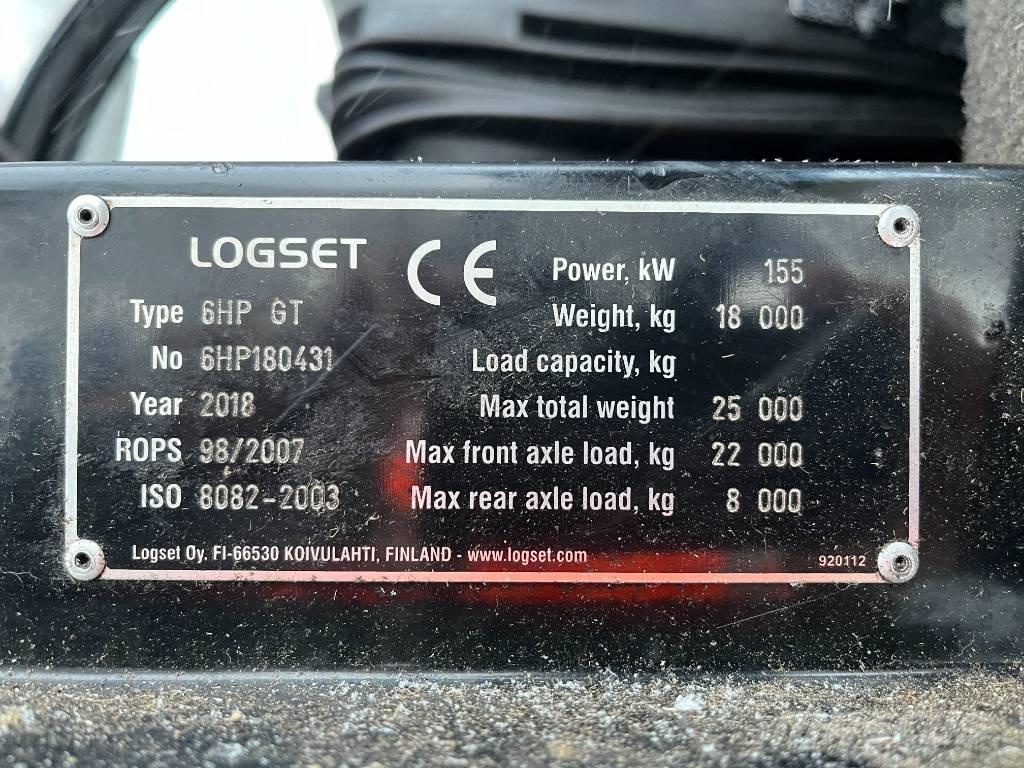 LOGSET CE
Type 6HP GT
No 6HP180431
Year 2018
ROPS 98/2007
ISO 8082-2003
Power, kW 155
Weight, kg 18 000
Load capacity, kg
Max total weight 25 000
Max front axle load, kg 22 000
Max rear axle load, kg 8 000
Logset Oy. FI-66530 KOIVULAHTI, FINLAND - www.logset.com
920112